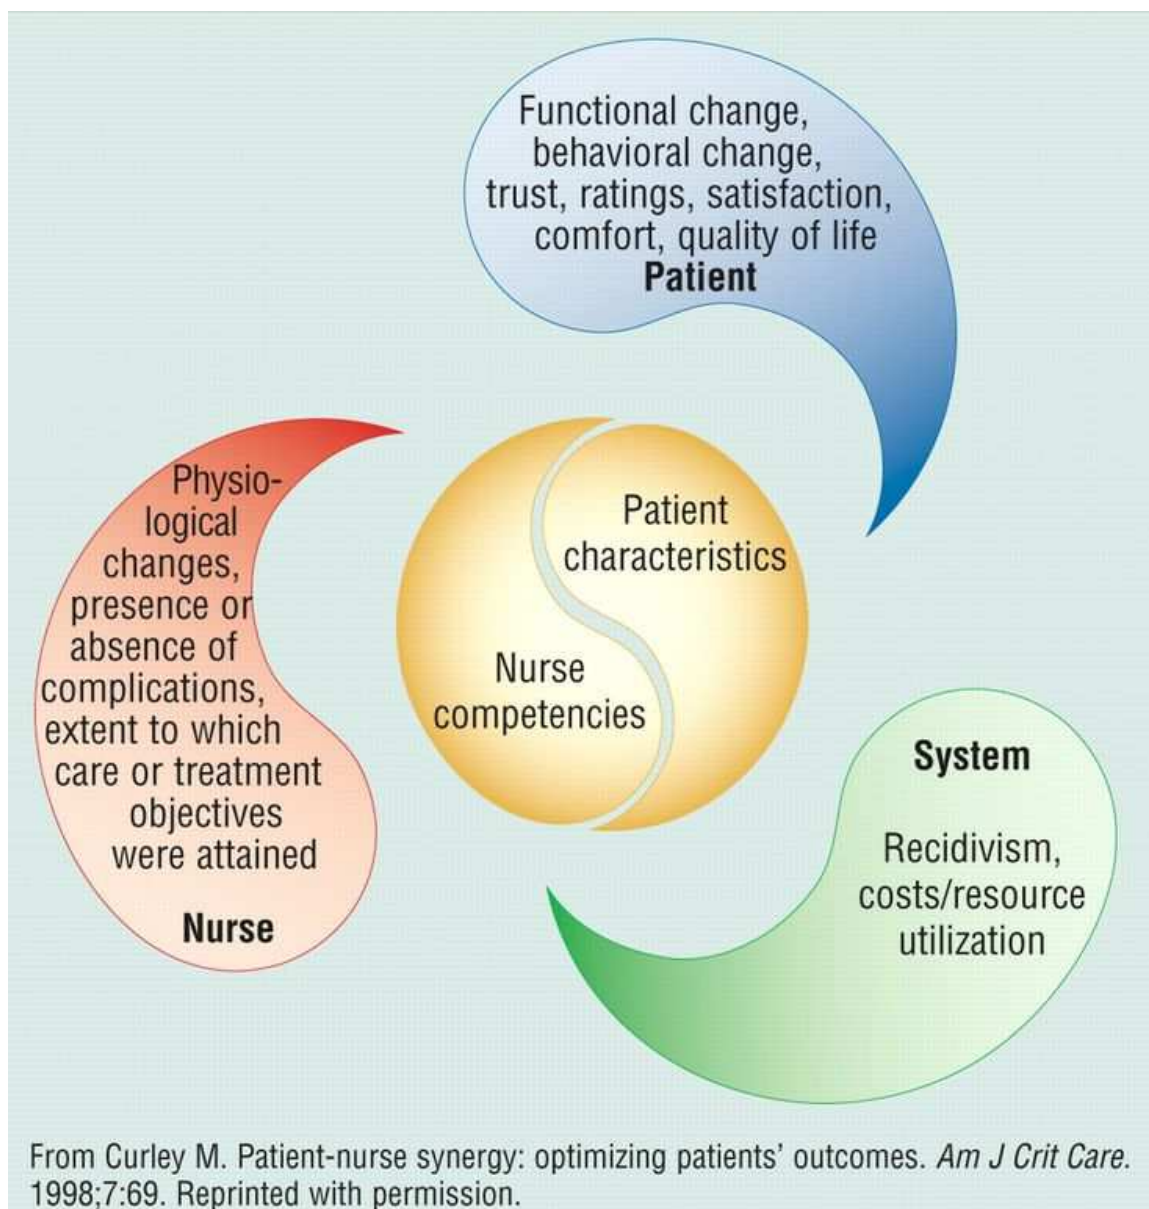 Functional change,
behavioral change,
trust, ratings, satisfaction,
comfort, quality of life
Patient
Physio-
logical
changes,
presence or
absence of
complications,
extent to which
care or treatment
objectives
were attained
Nurse
Patient
characteristics
Nurse
competencies
System
Recidivism,
costs/resource
utilization
From Curley M. Patient-nurse synergy: optimizing patients’ outcomes. Am J Crit Care.
1998;7:69. Reprinted with permission.